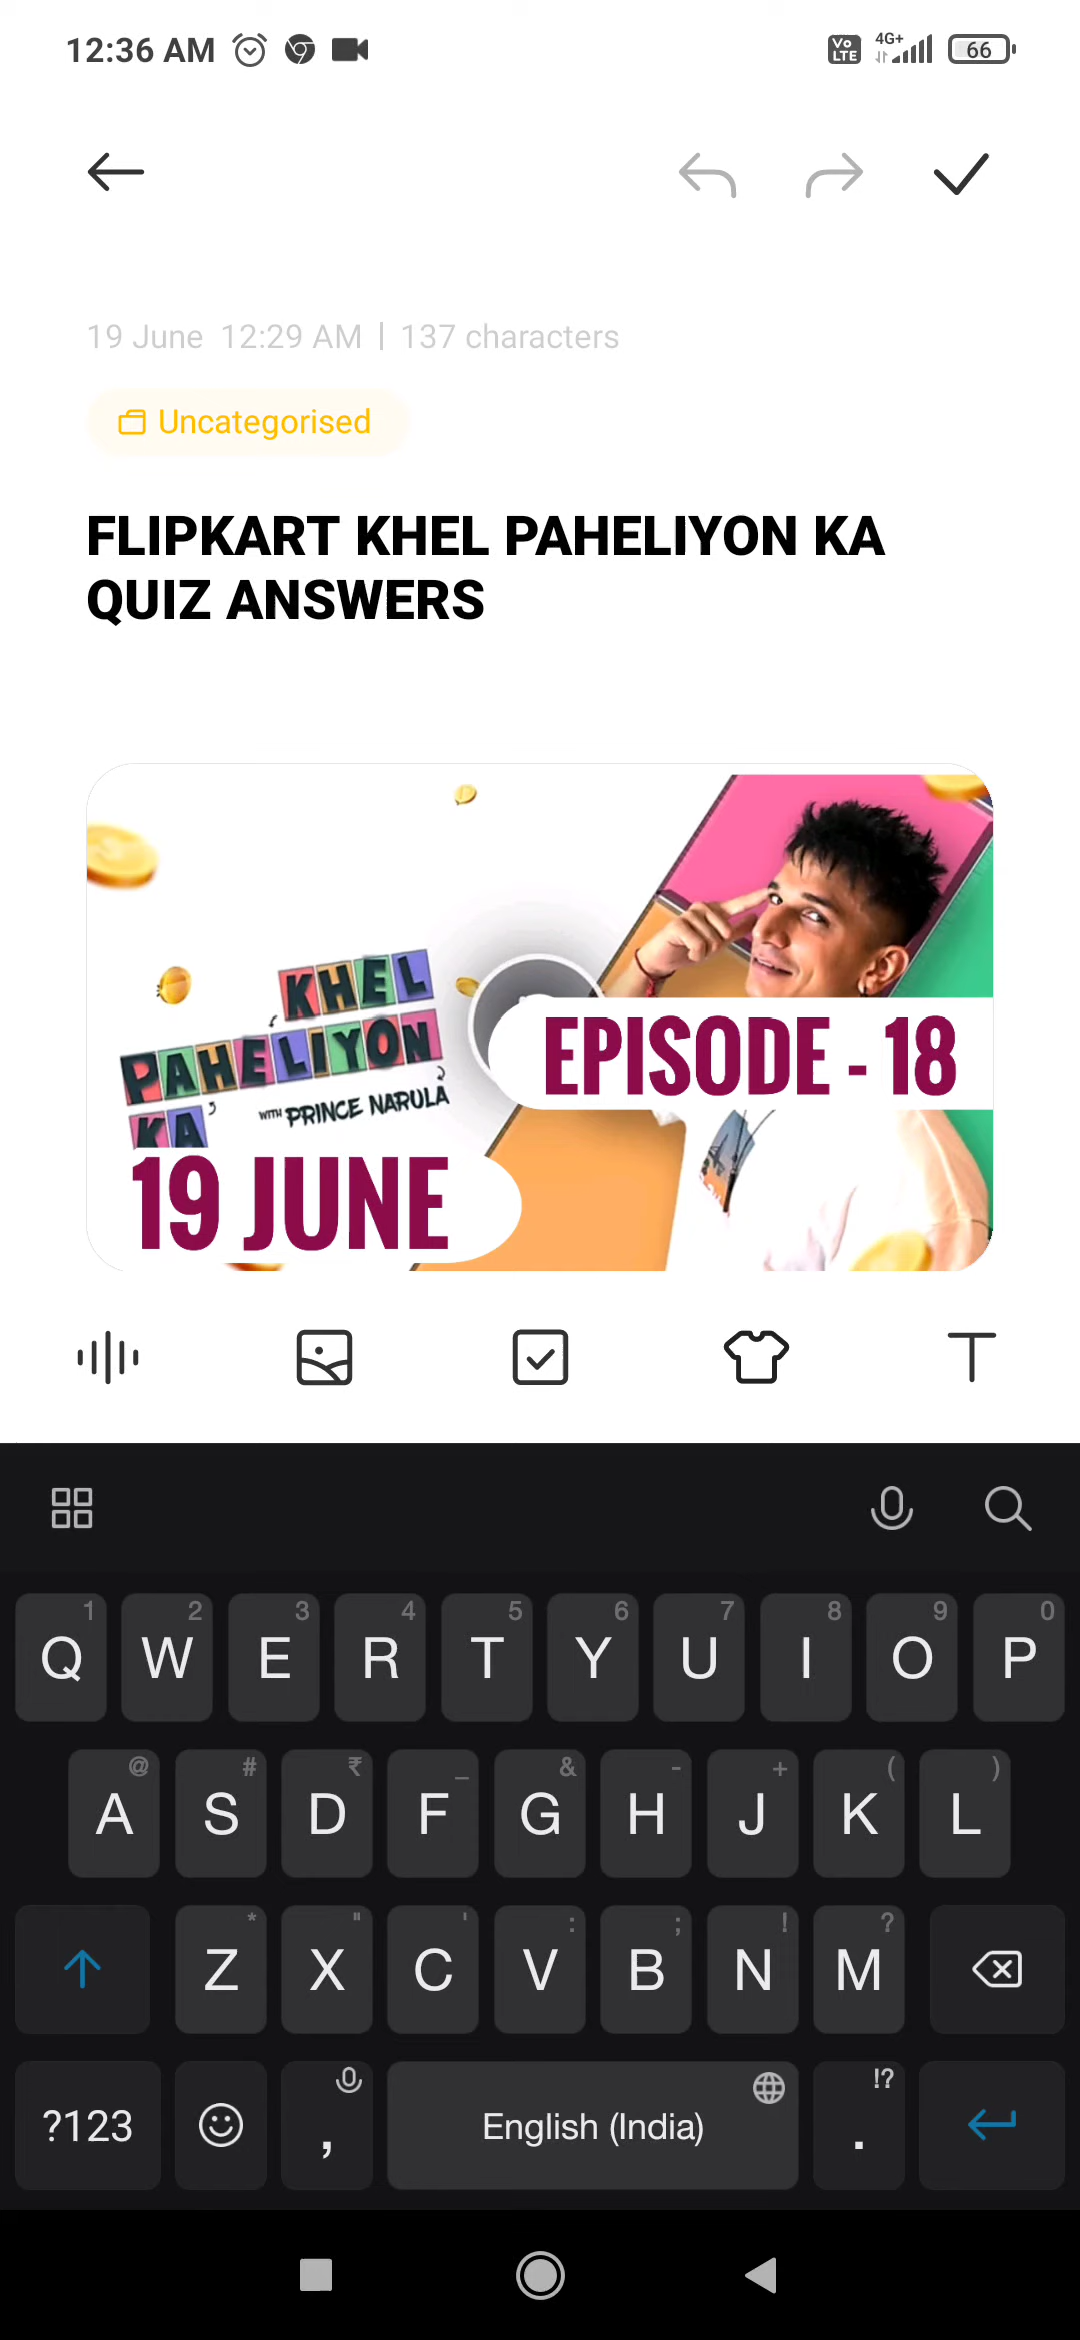 12:36 AM
Vo LTE 4G+ 66
19 June 12:29 AM | 137 characters
Uncategorised
FLIPKART KHEL PAHELIYON KA
QUIZ ANSWERS
KHEL
PAHELIYON
KA
WITH PRINCE NARULA
EPISODE - 18
19 JUNE
1 2 3 4 5 6 7 8 9 0
Q W E R T Y U I O P
@ # ₹ _ & - + ( )
A S D F G H J K L
* " ' : ; ! ?
Z X C V B N M
!?
?123 , English (India) .